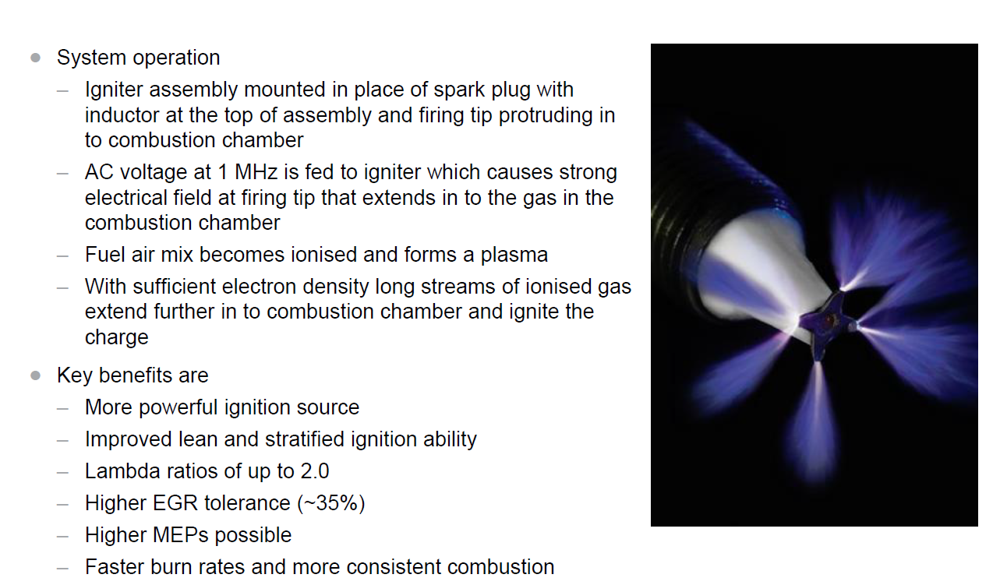 ● System operation
– Igniter assembly mounted in place of spark plug with
inductor at the top of assembly and firing tip protruding in
to combustion chamber
– AC voltage at 1 MHz is fed to igniter which causes strong
electrical field at firing tip that extends in to the gas in the
combustion chamber
– Fuel air mix becomes ionised and forms a plasma
– With sufficient electron density long streams of ionised gas
extend further in to combustion chamber and ignite the
charge
● Key benefits are
– More powerful ignition source
– Improved lean and stratified ignition ability
– Lambda ratios of up to 2.0
– Higher EGR tolerance (~35%)
– Higher MEPs possible
– Faster burn rates and more consistent combustion